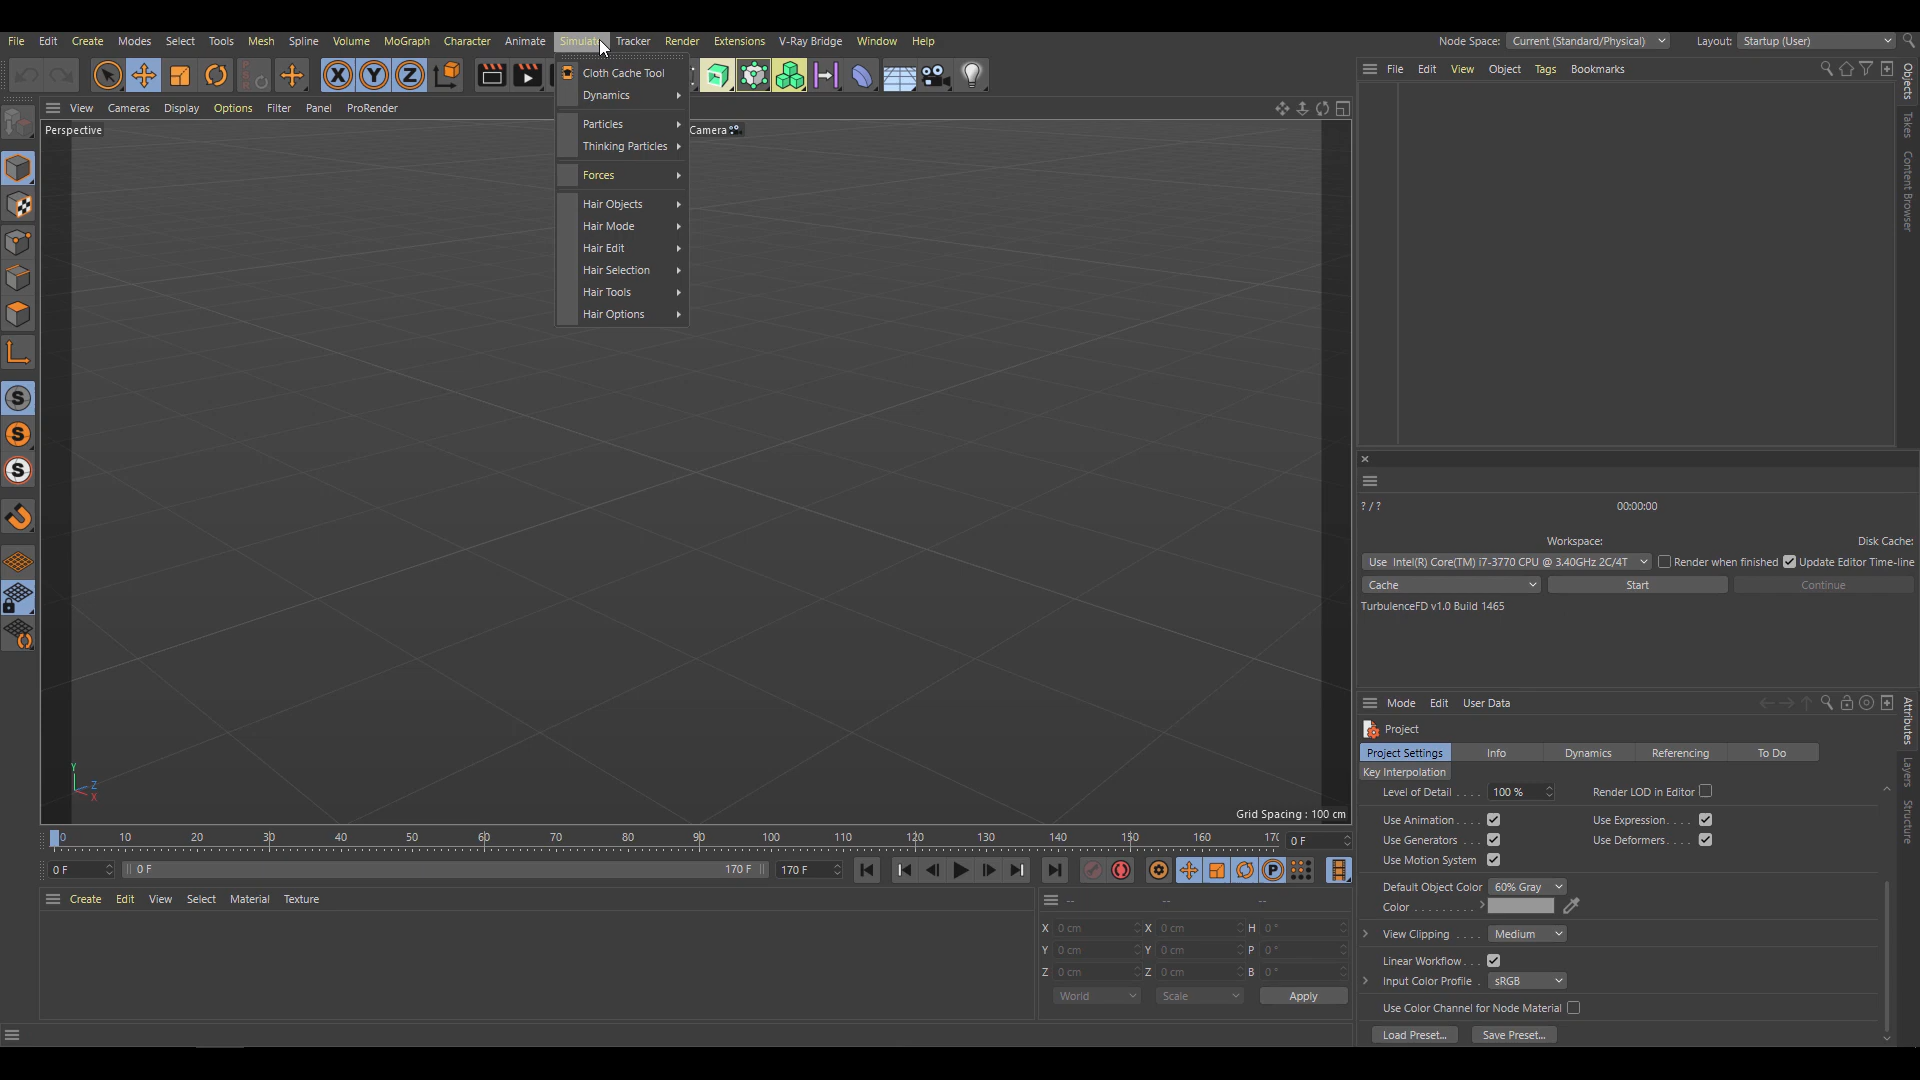 File Edit Create Modes Select Tools Mesh Spline Volume MoGraph Character Animate Simulate Tracker Render Extensions V-Ray Bridge Window Help Node Space: Current (Standard/Physical) Layout: Startup (User)
Cloth Cache Tool
Dynamics
Particles
Thinking Particles
Forces
Hair Objects
Hair Mode
Hair Edit
Hair Selection
Hair Tools
Hair Options
X Y Z
File Edit View Object Tags Bookmarks
View Cameras Display Options Filter Panel ProRender
Perspective
Camera
Objects
Takes
Content Browser
S
S
S
? / ? 00:00:00
Workspace: Disk Cache:
Use Intel(R) Core(TM) i7-3770 CPU @ 3.40GHz 2C/4T Render when finished Update Editor Time-line
Cache Start Continue
TurbulenceFD v1.0 Build 1465
Mode Edit User Data
Project
Project Settings Info Dynamics Referencing To Do
Key Interpolation
Level of Detail . . . . 100 % Render LOD in Editor
Use Animation . . . . Use Expression. . . .
Use Generators . . . Use Deformers. . . .
Use Motion System
Default Object Color 60% Gray
Color . . . . . . . . .
View Clipping . . . . Medium
Linear Workflow. . .
Input Color Profile . sRGB
Use Color Channel for Node Material
Load Preset... Save Preset...
Attributes
Layers
Structure
Y
Z
X
Grid Spacing : 100 cm
0 10 20 30 40 50 60 70 80 90 100 110 120 130 140 150 160 170 0 F
0 F 0 F 170 F 170 F P
Create Edit View Select Material Texture
-- -- --
X 0 cm X 0 cm H 0 °
Y 0 cm Y 0 cm P 0 °
Z 0 cm Z 0 cm B 0 °
World Scale Apply